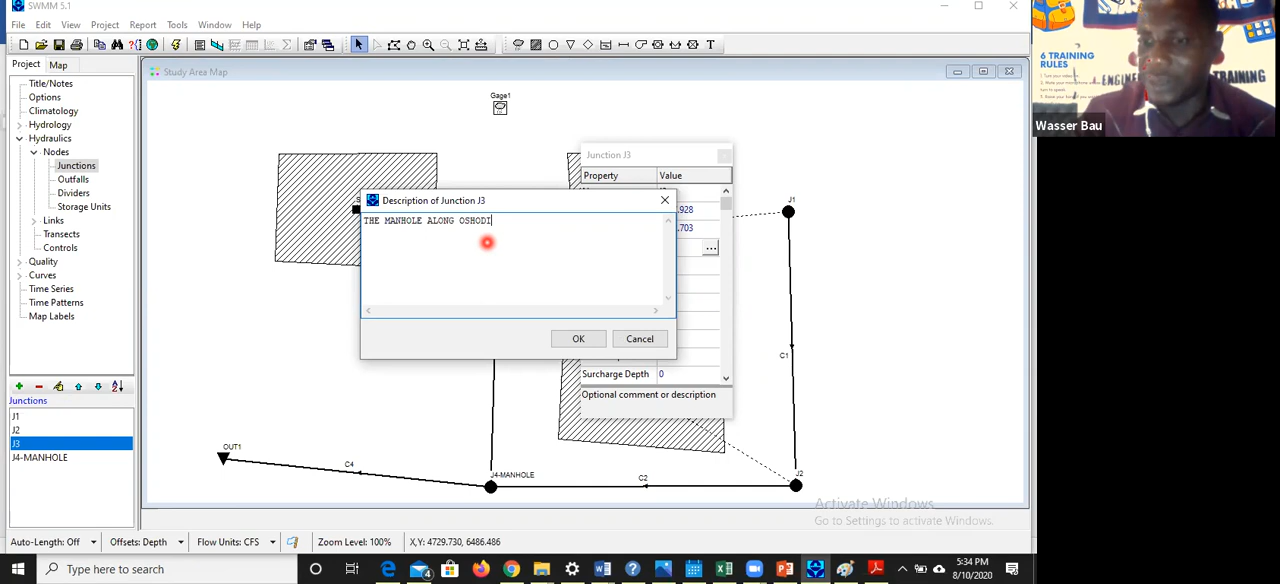 SWMM 5.1
File Edit View Project Report Tools Window Help
Project Map
Study Area Map
Title/Notes
Options
Climatology
Hydrology
Hydraulics
Nodes
Junctions
Outfalls
Dividers
Storage Units
Links
Transects
Controls
Quality
Curves
Time Series
Time Patterns
Map Labels
Junctions
J1
J2
J3
J4-MANHOLE
Gage1
Junction J3
Property Value
.928
.703
Surcharge Depth 0
Optional comment or description
Description of Junction J3
THE MANHOLE ALONG OSHODI
OK Cancel
J1
C1
J2
C2
J4-MANHOLE
C4
OUT1
Activate Windows
Go to Settings to activate Windows.
Auto-Length: Off Offsets: Depth Flow Units: CFS Zoom Level: 100% X,Y: 4729.730, 6486.486
Type here to search
5:34 PM
8/10/2020
6 TRAINING
RULES
TRAINING
Wasser Bau